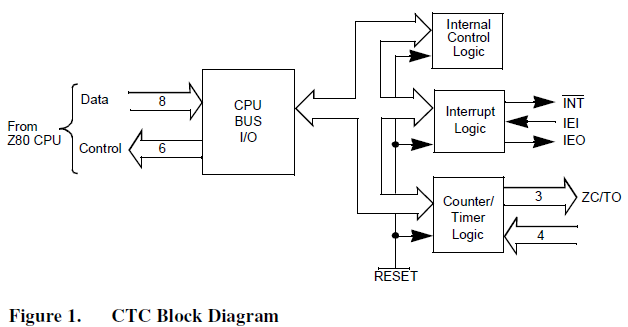 Internal
Control
Logic
Data
8
CPU
BUS
I/O
From
Z80 CPU
Control
6
Interrupt
Logic
INT
IEI
IEO
Counter/
Timer
Logic
3
ZC/TO
4
RESET
Figure 1. CTC Block Diagram